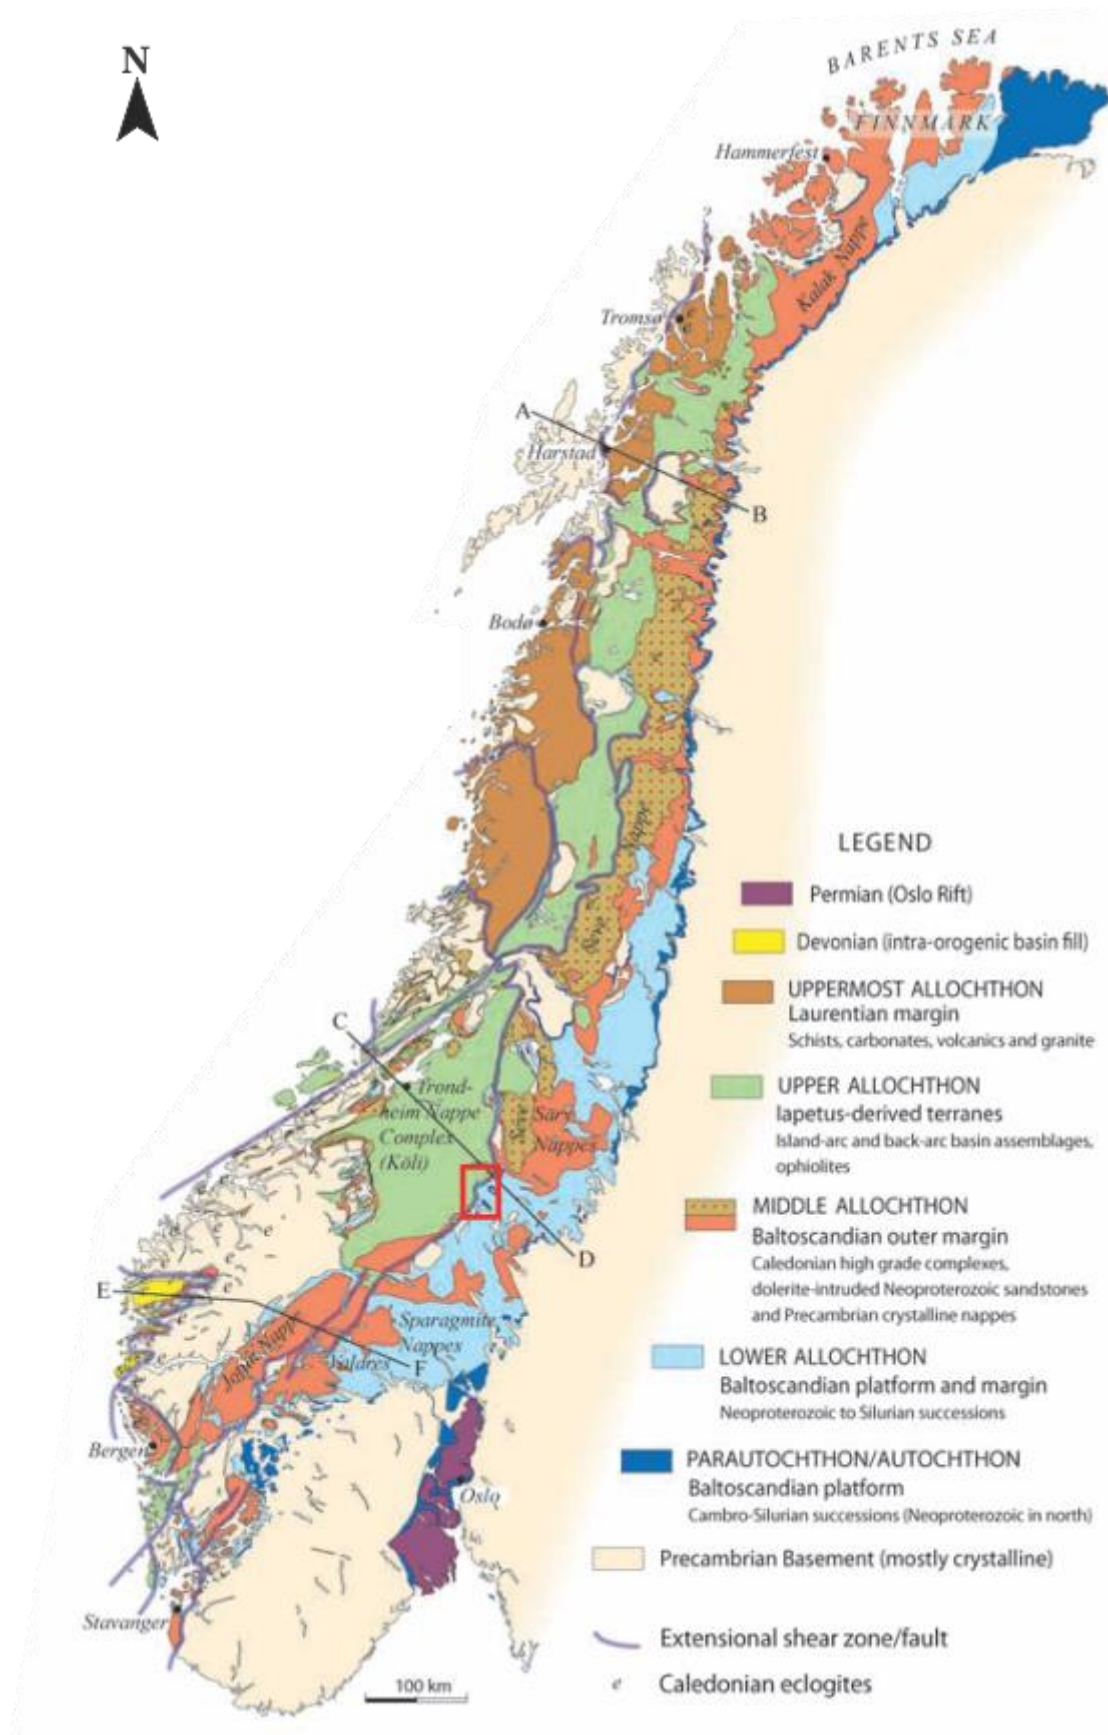 N
BARENTS SEA
FINNMARK
Hammerfest
?
Kalak Nappe
Tromsø
e
e
?
A
Harstad
B
Bodø
Nappe
Seve
C
Trond-
heim Nappe
Complex
(Köli)
Seve
Särv
Nappes
D
e
e
e
e
e
e
E
F
Jotun Nappe
Valdres
Sparagmite
Nappes
Bergen
Oslo
Stavanger
100 km
LEGEND
Permian (Oslo Rift)
Devonian (intra-orogenic basin fill)
UPPERMOST ALLOCHTHON
Laurentian margin
Schists, carbonates, volcanics and granite
UPPER ALLOCHTHON
Iapetus-derived terranes
Island-arc and back-arc basin assemblages,
ophiolites
MIDDLE ALLOCHTHON
Baltoscandian outer margin
Caledonian high grade complexes,
dolerite-intruded Neoproterozoic sandstones
and Precambrian crystalline nappes
LOWER ALLOCHTHON
Baltoscandian platform and margin
Neoproterozoic to Silurian successions
PARAUTOCHTHON/AUTOCHTHON
Baltoscandian platform
Cambro-Silurian successions (Neoproterozoic in north)
Precambrian Basement (mostly crystalline)
Extensional shear zone/fault
e Caledonian eclogites